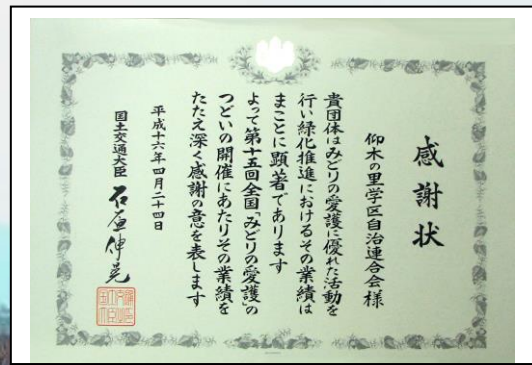 感謝状
仰木の里学区自治連合会様
貴団体はみどりの愛護に優れた活動を
行い緑化推進におけるその業績は
まことに顕著であります
よって第十五回全国「みどりの愛護」の
つどいの開催にあたりその業績を
たたえ深く感謝の意を表します
平成十六年四月二十四日
国土交通大臣 石原伸晃